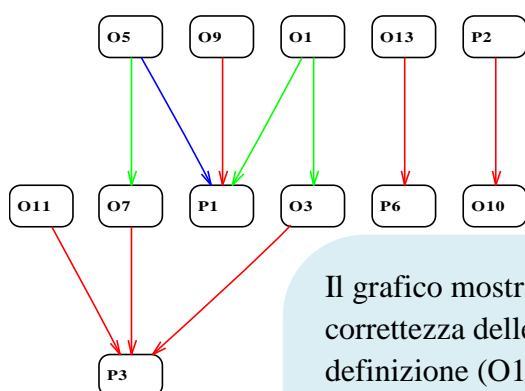 O5 O9 O1 O13 P2
O11 O7 P1 O3 P6 O10
P3
Il grafico mostr
correttezza delle
definizione (O1